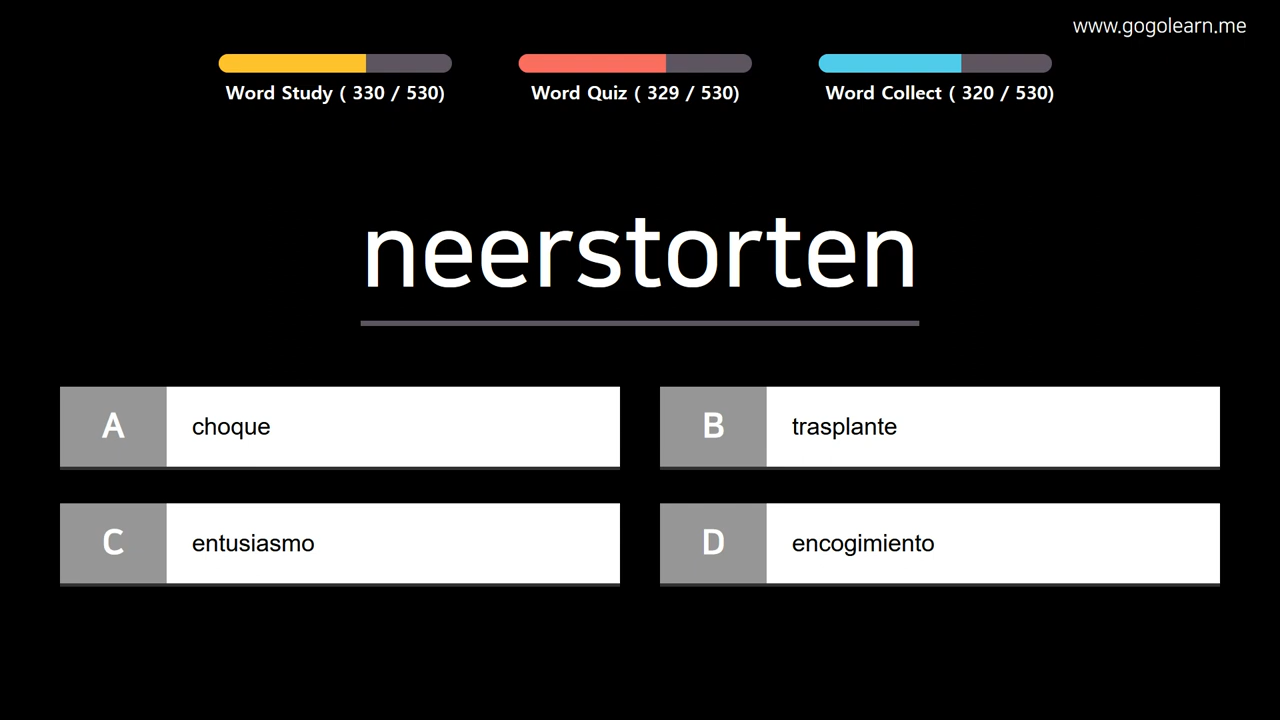 www.gogolearn.me
Word Study ( 330 / 530)
Word Quiz ( 329 / 530)
Word Collect ( 320 / 530)
neerstorten
A choque
B trasplante
C entusiasmo
D encogimiento